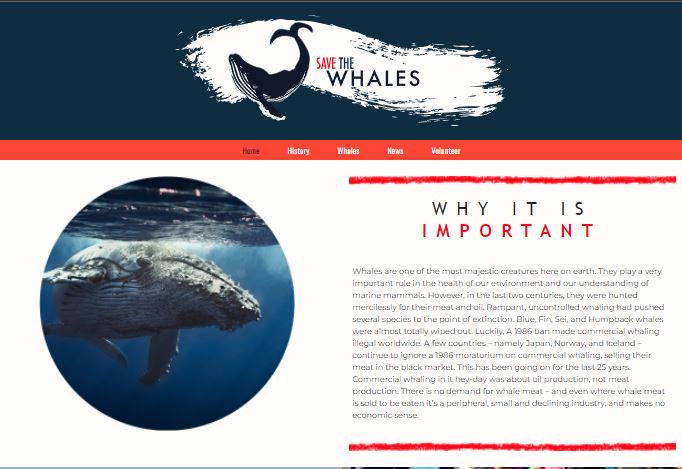 SAVE THE
WHALES
Home History Whales News Volunteer
WHY IT IS
IMPORTANT
Whales are one of the most majestic creatures here on earth. They play a very
important role in the health of our environment and our understanding of
marine mammals. However, in the last two centuries, they were hunted
mercilessly for their meat and oil. Rampant, uncontrolled whaling had pushed
several species to the point of extinction. Blue, Fin, Sei, and Humpback whales
were almost totally wiped out. Luckily, A 1986 ban made commercial whaling
illegal worldwide. A few countries – namely Japan, Norway, and Iceland –
continue to ignore a 1986 moratorium on commercial whaling, selling their
meat in the black market. This has been going on for the last 25 years.
Commercial whaling in it hey-day was about oil production, not meat
production. There is no demand for whale meat – and even where whale meat
is sold to be eaten it's a peripheral, small and declining industry, and makes no
economic sense.